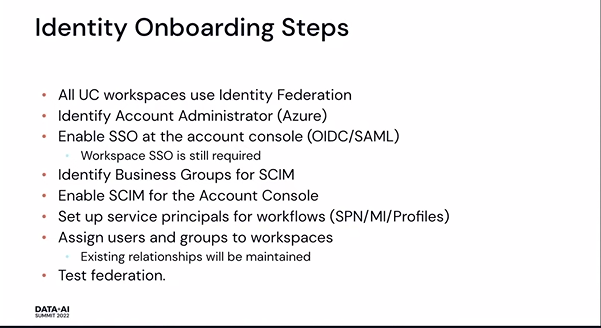 Identity Onboarding Steps
All UC workspaces use Identity Federation
Identify Account Administrator (Azure)
Enable SSO at the account console (OIDC/SAML)
Workspace SSO is still required
Identify Business Groups for SCIM
Enable SCIM for the Account Console
Set up service principals for workflows (SPN/MI/Profiles)
Assign users and groups to workspaces
Existing relationships will be maintained
Test federation.
DATA+AI
SUMMIT 2022